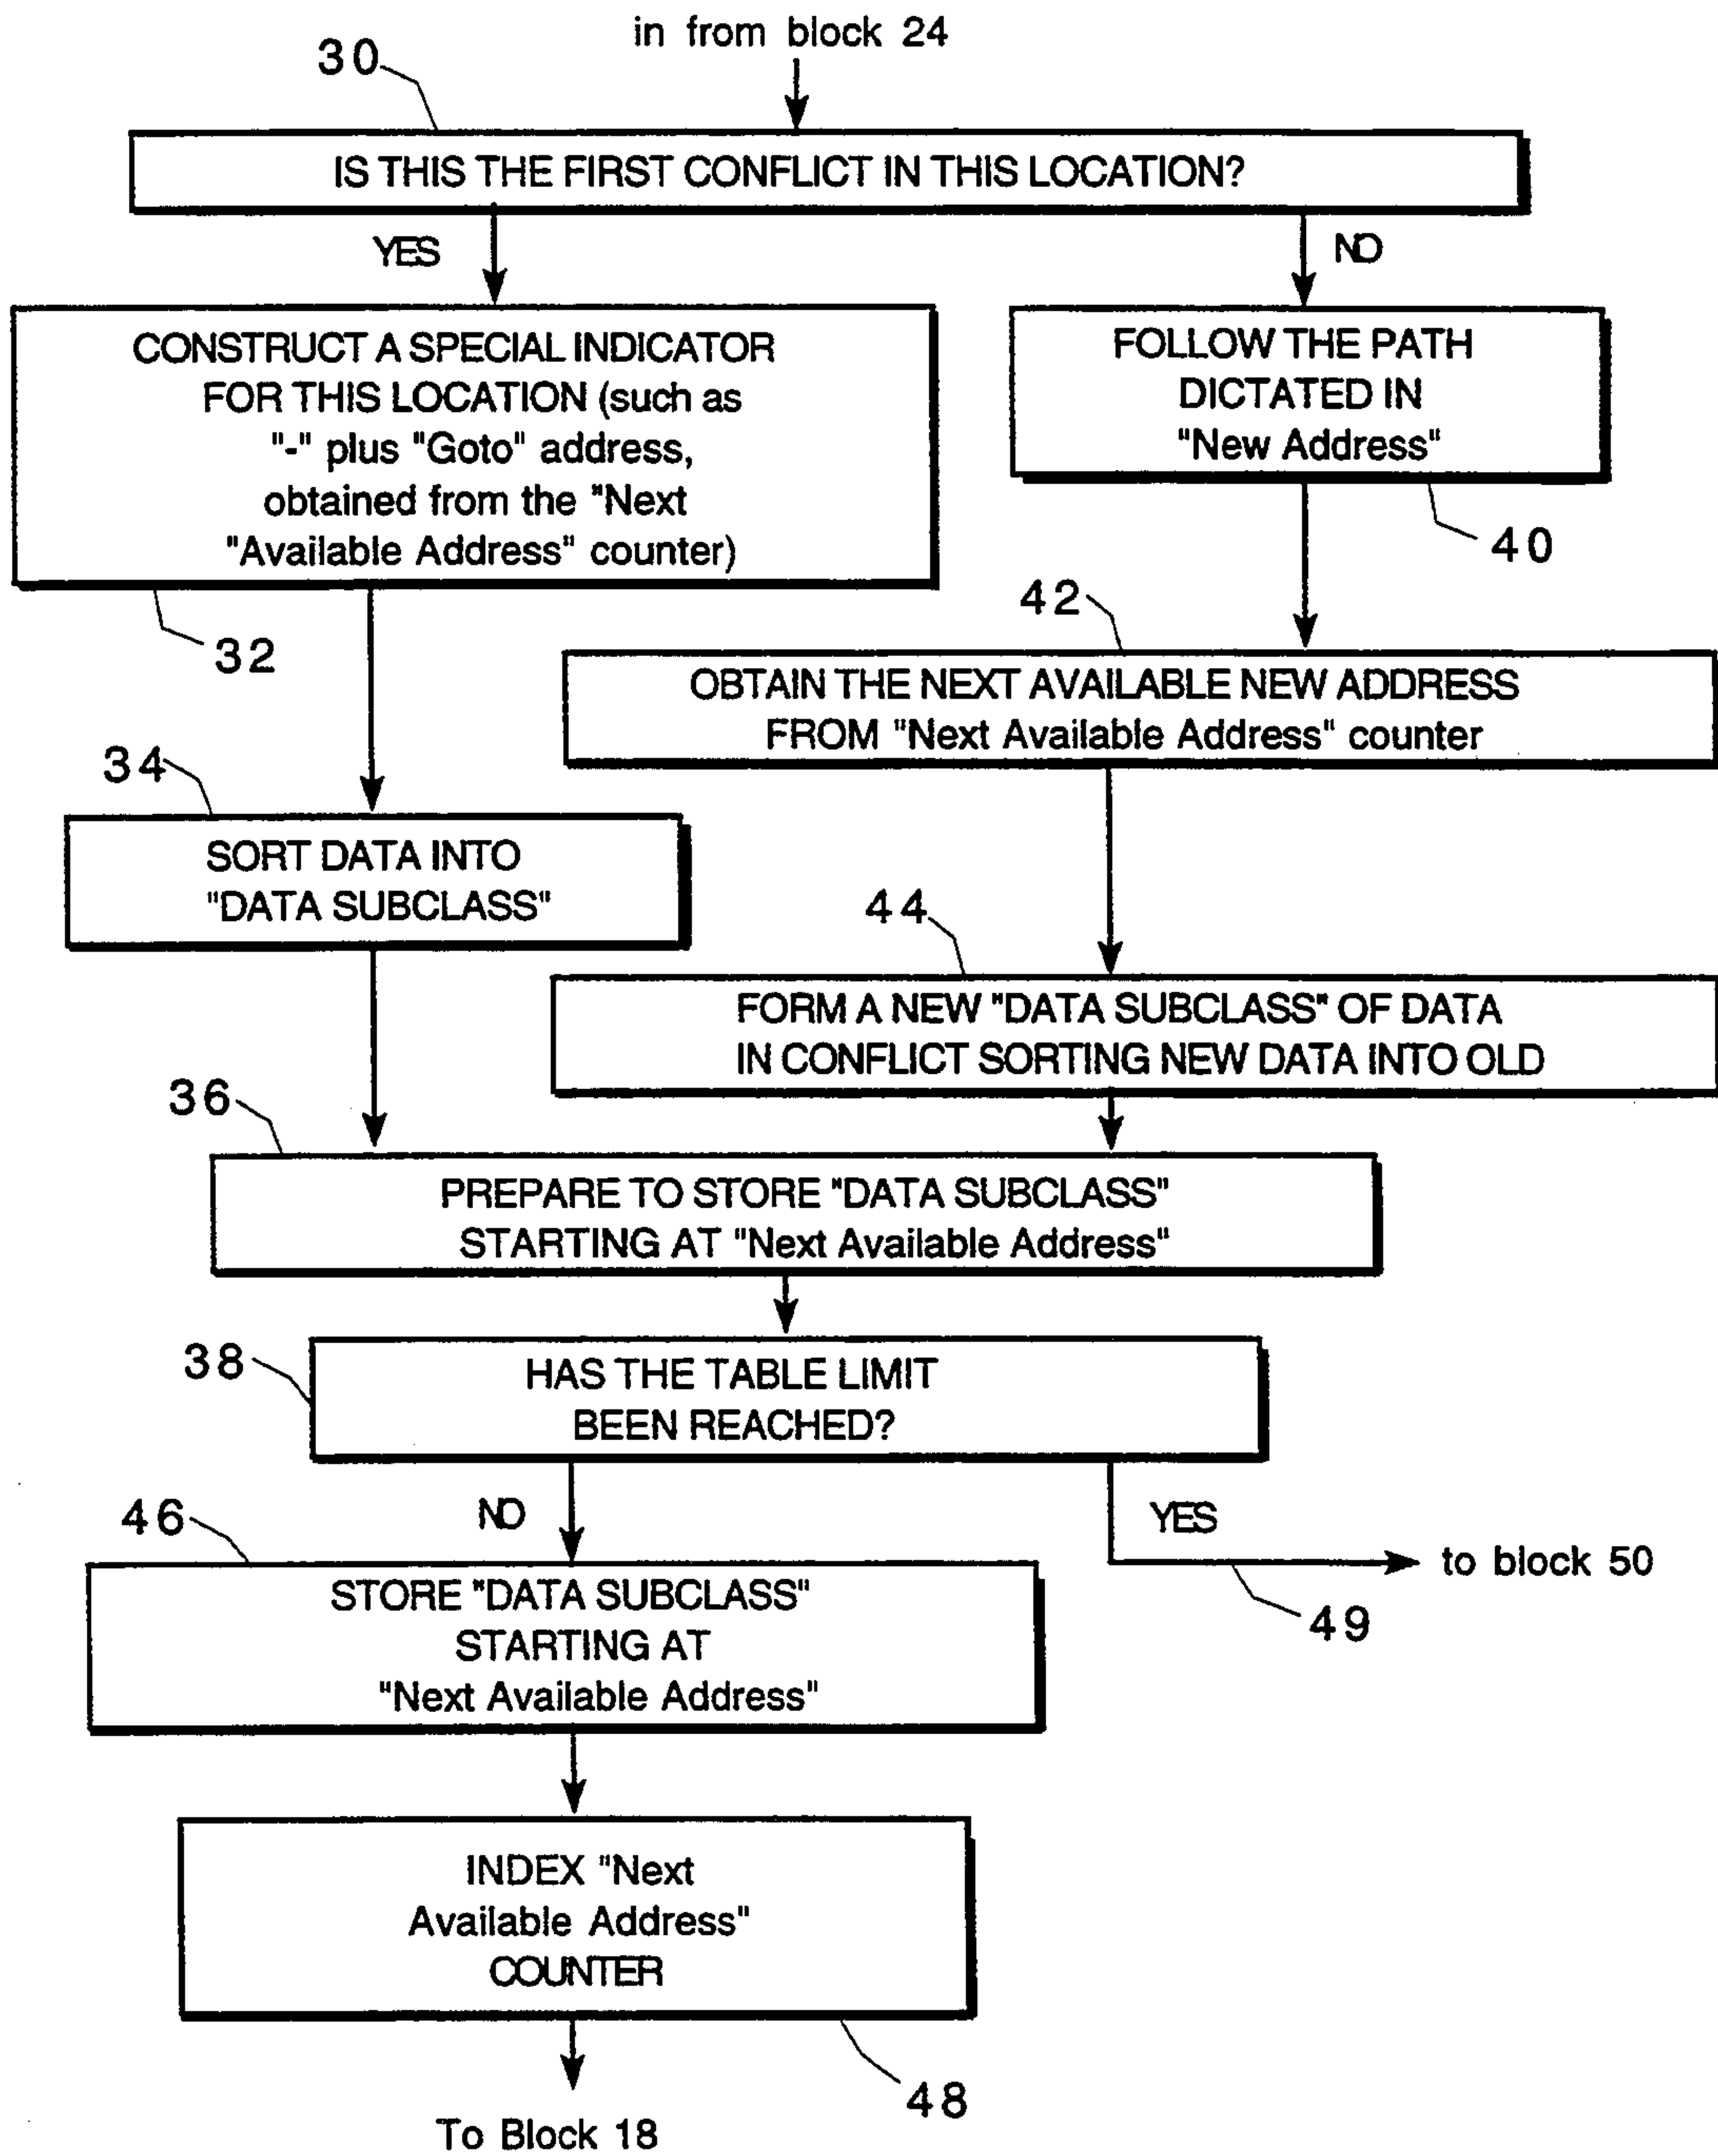 in from block 24
30
IS THIS THE FIRST CONFLICT IN THIS LOCATION?
YES
NO
CONSTRUCT A SPECIAL INDICATOR
FOR THIS LOCATION (such as
"-" plus "Goto" address,
obtained from the "Next
"Available Address" counter)
32
FOLLOW THE PATH
DICTATED IN
"New Address"
40
42
OBTAIN THE NEXT AVAILABLE NEW ADDRESS
FROM "Next Available Address" counter
34
SORT DATA INTO
"DATA SUBCLASS"
44
FORM A NEW "DATA SUBCLASS" OF DATA
IN CONFLICT SORTING NEW DATA INTO OLD
36
PREPARE TO STORE "DATA SUBCLASS"
STARTING AT "Next Available Address"
38
HAS THE TABLE LIMIT
BEEN REACHED?
NO
YES
to block 50
49
46
STORE "DATA SUBCLASS"
STARTING AT
"Next Available Address"
INDEX "Next
Available Address"
COUNTER
48
To Block 18